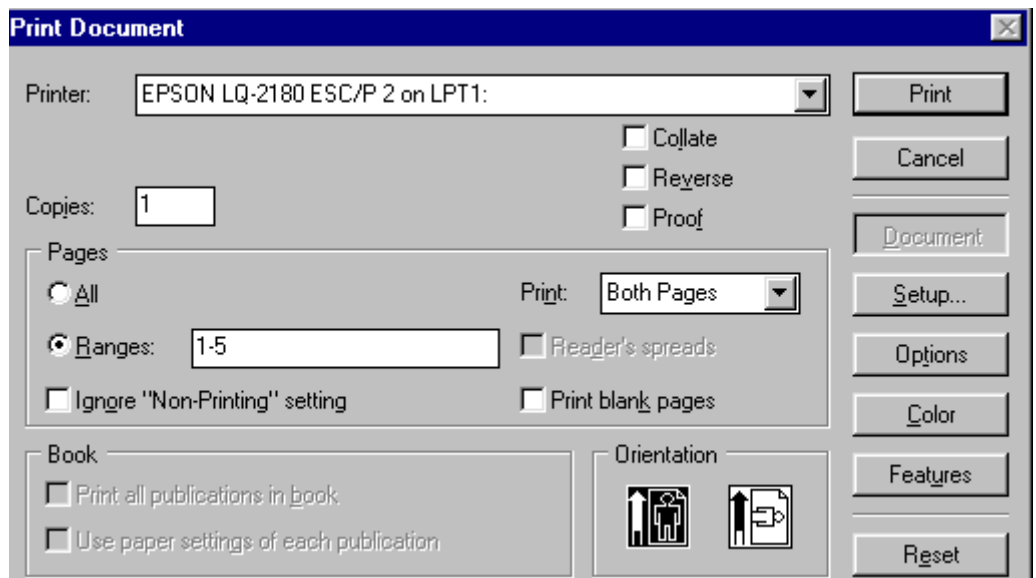 Print Document
Printer: EPSON LQ-2180 ESC/P 2 on LPT1: Print
Collate
Cancel
Reverse
Copies: 1 Proof
Document
Pages
All Print: Both Pages Setup...
Ranges: 1-5 Reader's spreads Options
Ignore "Non-Printing" setting Print blank pages
Color
Book Orientation
Features
Print all publications in book
Use paper settings of each publication
Reset